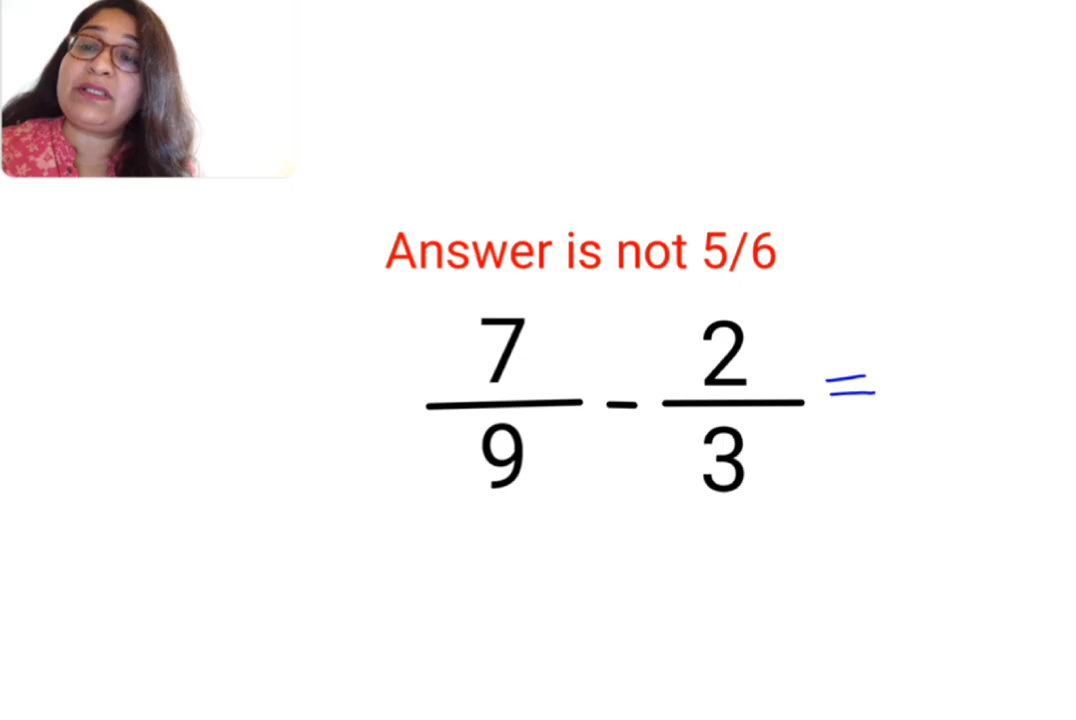 Answer is not 5/6
7/9 - 2/3 =